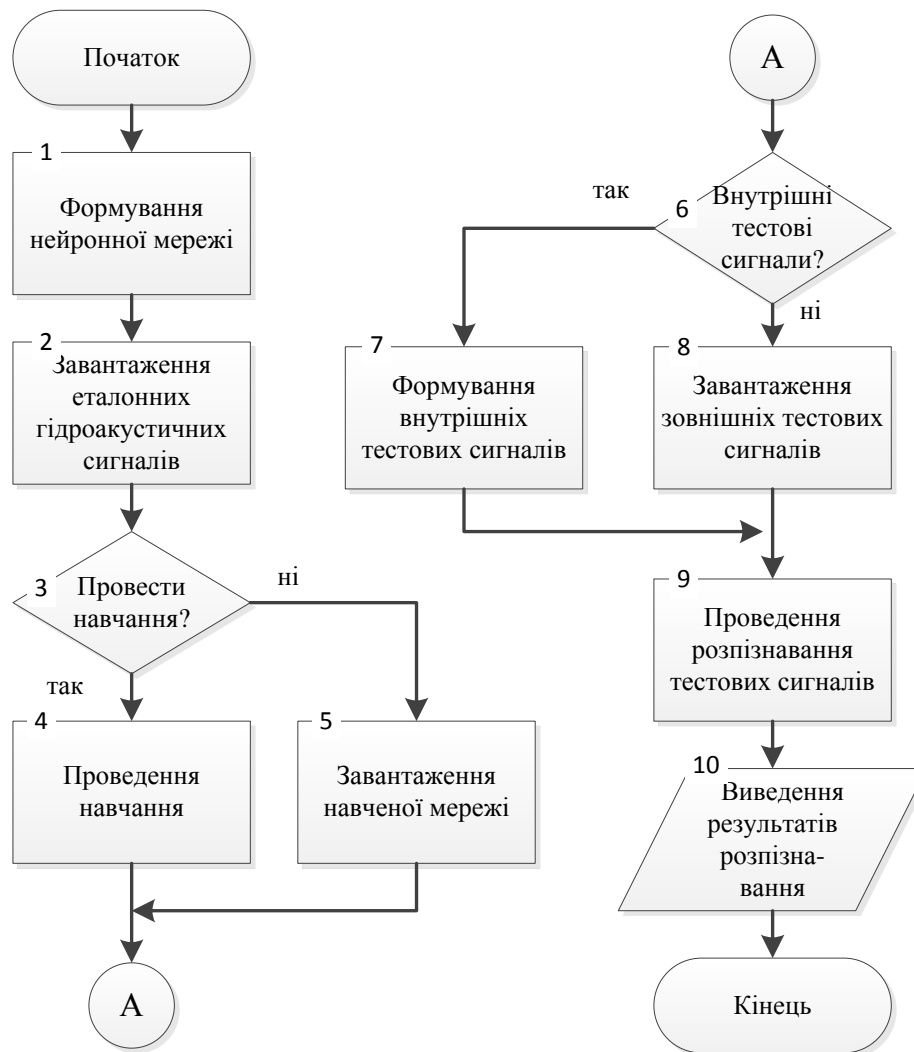 Початок
1
Формування
нейронної мережі
2
Завантаження
еталонних
гідроакустичних
сигналів
3
Провести
навчання?
ні
так
4
Проведення
навчання
5
Завантаження
навченої мережі
А
А
6
Внутрішні
тестові
сигнали?
так
ні
7
Формування
внутрішніх
тестових сигналів
8
Завантаження
зовнішніх тестових
сигналів
9
Проведення
розпізнавання
тестових сигналів
10
Виведення
результатів
розпізна-
вання
Кінець